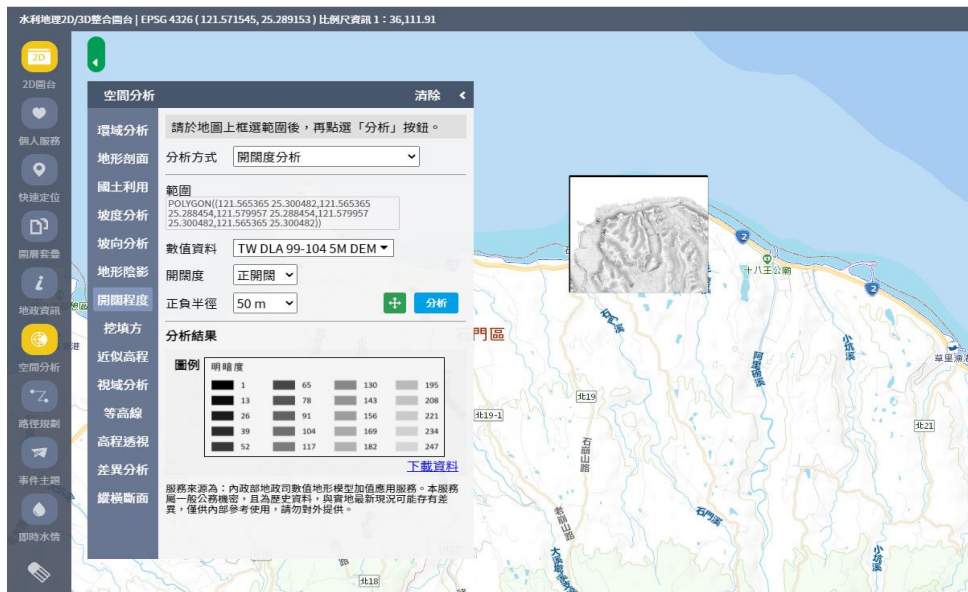 水利地理2D/3D整合圖台 | EPSG 4326 ( 121.571545, 25.289153 ) 比例尺資訊 1 : 36,111.91
2D
2D圖台
個人服務
快速定位
圖層套疊
地政資訊
空間分析
路徑規劃
事件主題
即時水情
空間分析
清除
環域分析
地形剖面
國土利用
坡度分析
坡向分析
地形陰影
開闊程度
挖填方
近似高程
視域分析
等高線
高程透視
差異分析
縱橫斷面
請於地圖上框選範圍後，再點選「分析」按鈕。
分析方式 開闊度分析
範圍
POLYGON((121.565365 25.300482,121.565365
25.288454,121.579957 25.288454,121.579957
25.300482,121.565365 25.300482))
數值資料 TW DLA 99-104 5M DEM
開闊度 正開闊
正負半徑 50 m
分析
分析結果
圖例 明暗度
1 65 130 195
13 78 143 208
26 91 156 221
39 104 169 234
52 117 182 247
下載資料
服務來源為：內政部地政司數值地形模型加值應用服務。本服務
屬一般公務機密，且為歷史資料，與實地最新現況可能存有差
異，僅供內部參考使用，請勿對外提供。
2
十八王公廟
2
石門溪
門區
小坑溪
阿里磅溪
草里漁港
北19
北19-1
北21
石崩山路
老崩山路
石門溪
大溪墘溪
小坑溪
北18